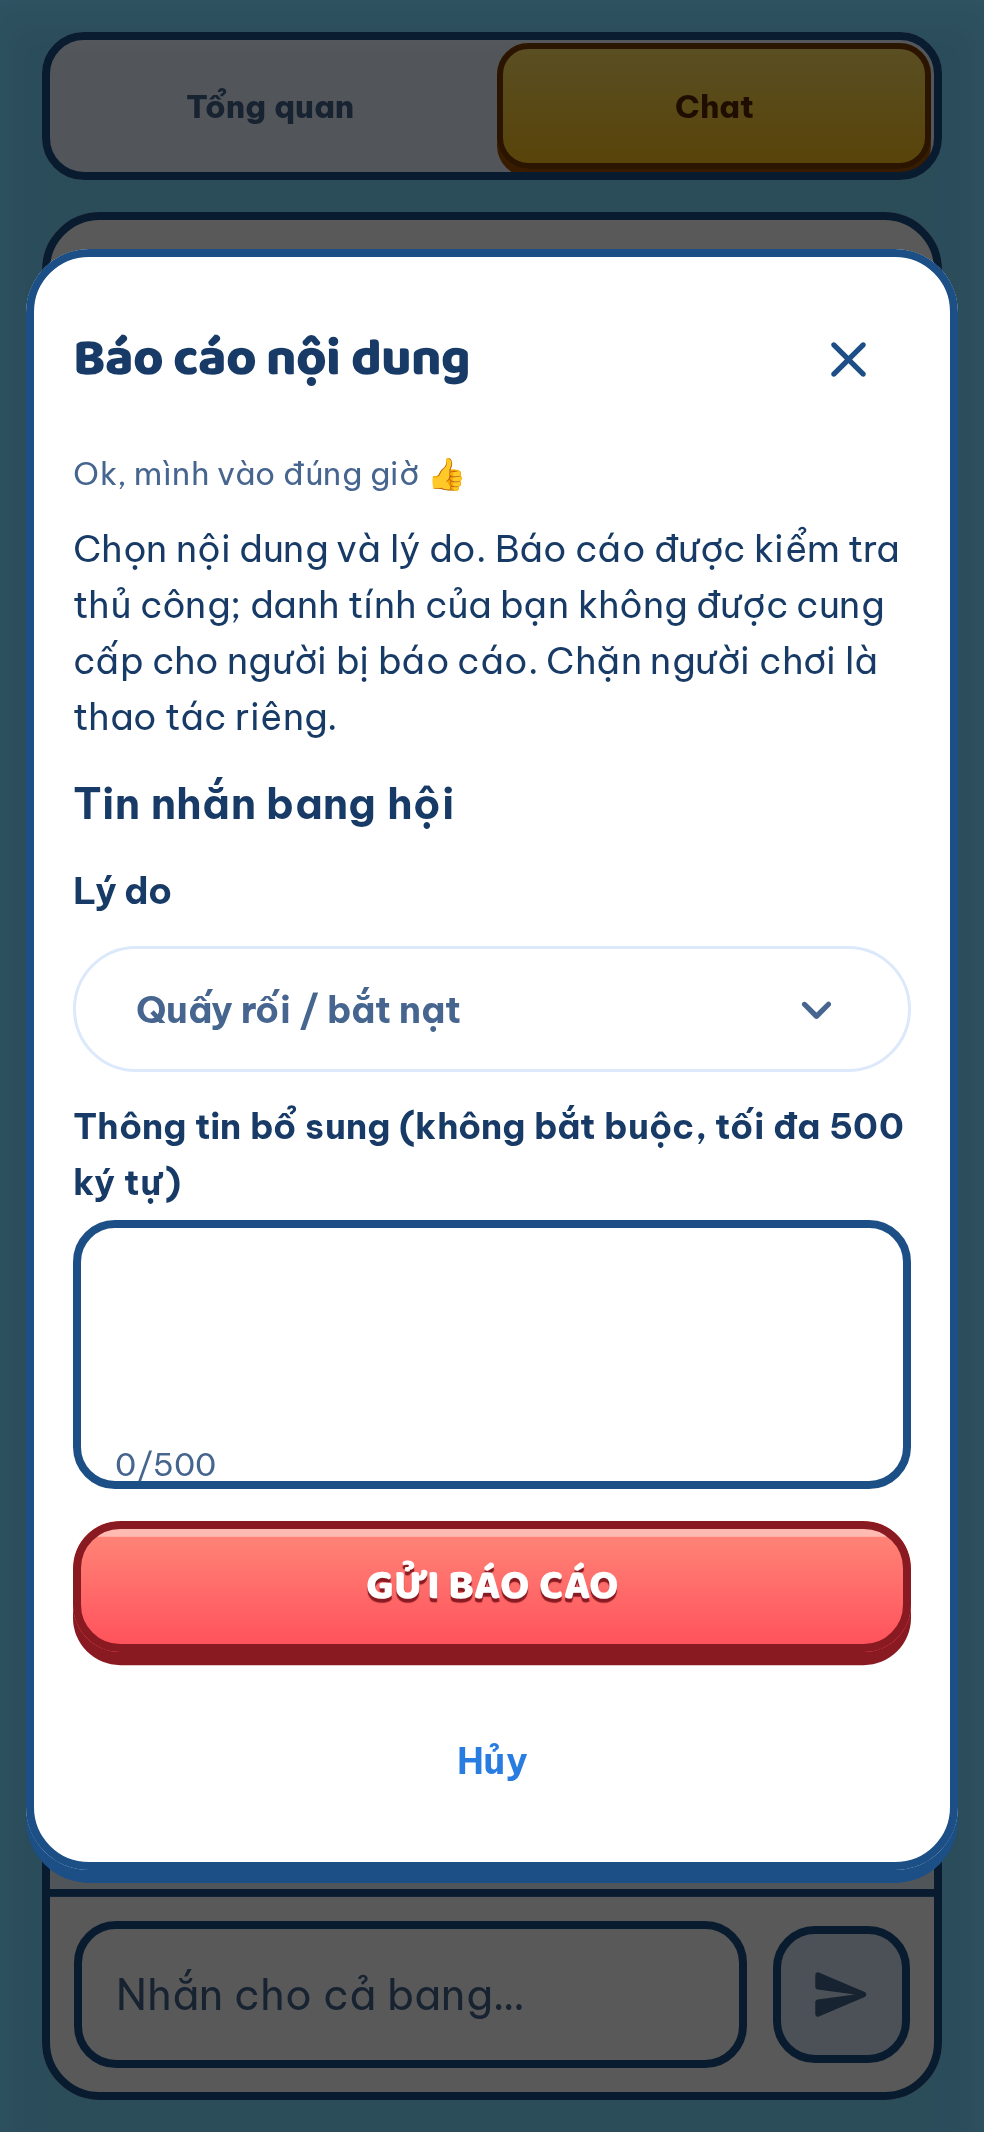 Tổng quan
Chat
Báo cáo nội dung
Ok, mình vào đúng giờ 👍
Chọn nội dung và lý do. Báo cáo được kiểm tra
thủ công; danh tính của bạn không được cung
cấp cho người bị báo cáo. Chặn người chơi là
thao tác riêng.
Tin nhắn bang hội
Lý do
Quấy rối / bắt nạt
Thông tin bổ sung (không bắt buộc, tối đa 500
ký tự)
0/500
GỬI BÁO CÁO
Hủy
Nhắn cho cả bang...